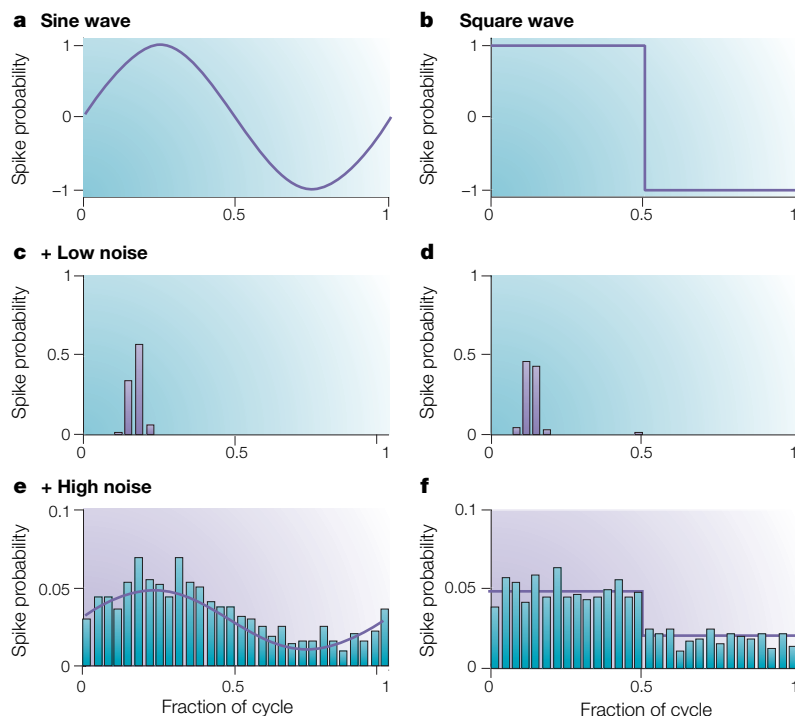 a Sine wave
b Square wave
Spike probability
1
0
–1
0
0.5
1
Spike probability
1
0
–1
0
0.5
1
c + Low noise
d
Spike probability
1
0.5
0
0
0.5
1
Spike probability
1
0.5
0
0
0.5
1
e + High noise
f
Spike probability
0.1
0.05
0
0
0.5
1
Fraction of cycle
Spike probability
0.1
0.05
0
0
0.5
1
Fraction of cycle